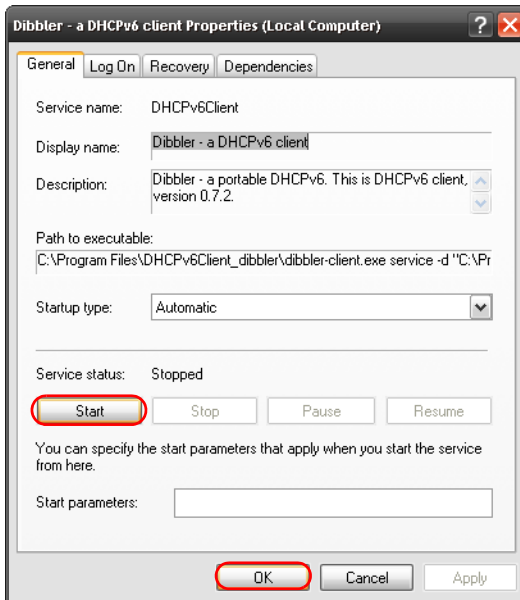 Dibbler - a DHCPv6 client Properties (Local Computer)
General Log On Recovery Dependencies
Service name: DHCPv6Client
Display name: Dibbler - a DHCPv6 client
Description: Dibbler - a portable DHCPv6. This is DHCPv6 client,
version 0.7.2.
Path to executable:
C:\Program Files\DHCPv6Client_dibbler\dibbler-client.exe service -d "C:\Pr
Startup type: Automatic
Service status: Stopped
Start Stop Pause Resume
You can specify the start parameters that apply when you start the service
from here.
Start parameters:
OK Cancel Apply